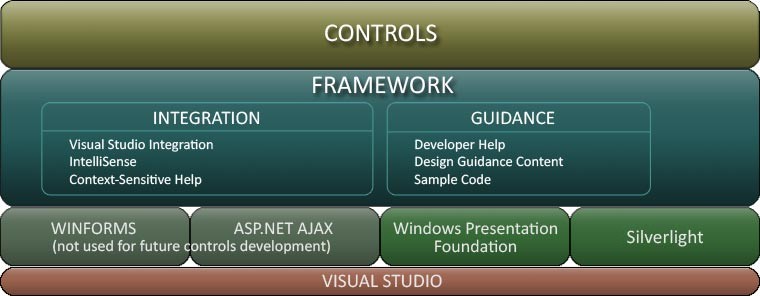 CONTROLS
FRAMEWORK
INTEGRATION
Visual Studio Integration
IntelliSense
Context-Sensitive Help
GUIDANCE
Developer Help
Design Guidance Content
Sample Code
WINFORMS ASP.NET AJAX
(not used for future controls development)
Windows Presentation
Foundation
Silverlight
VISUAL STUDIO